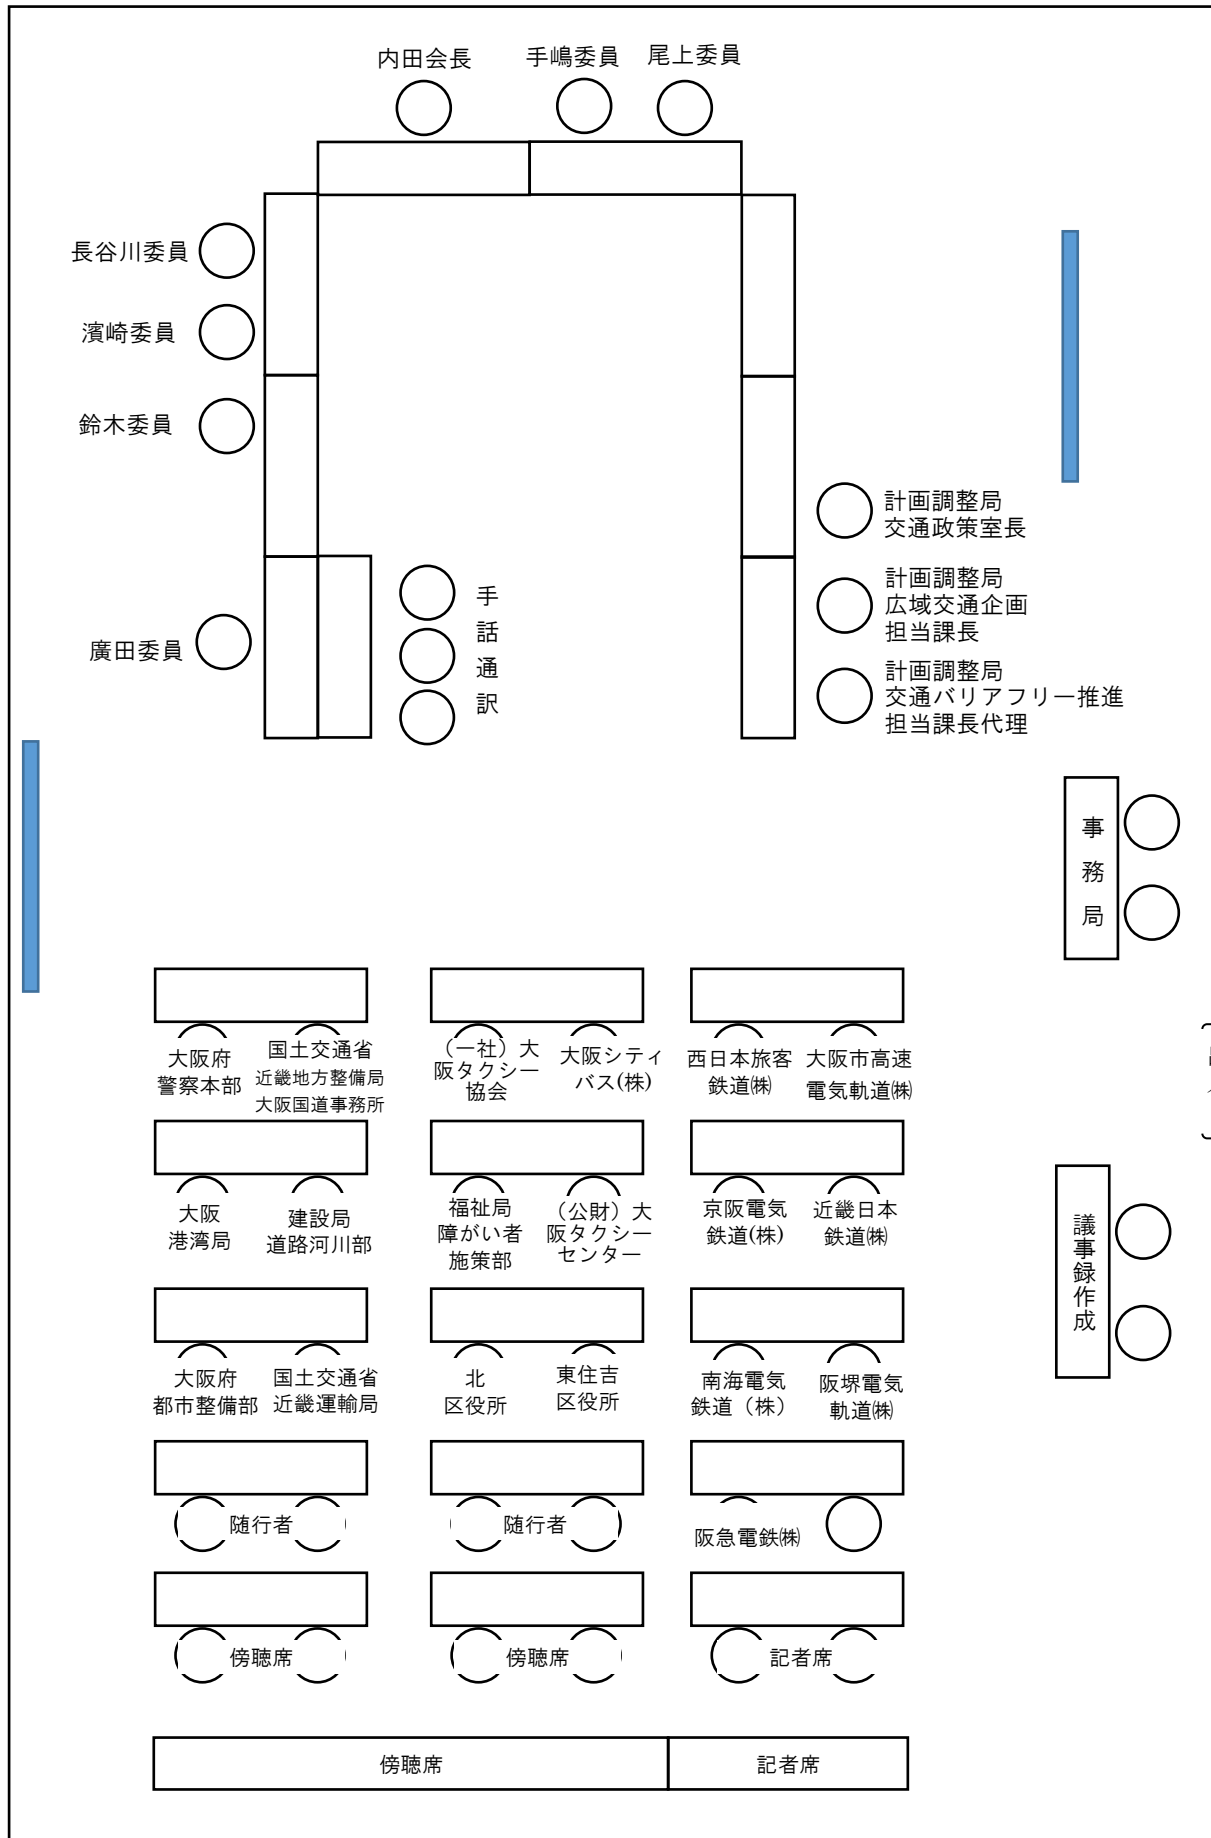 内田会長
手嶋委員
尾上委員
長谷川委員
濱崎委員
鈴木委員
廣田委員
手話通訳
計画調整局
交通政策室長
計画調整局
広域交通企画
担当課長
計画調整局
交通バリアフリー推進
担当課長代理
事務局
大阪府
警察本部
国土交通省
近畿地方整備局
大阪国道事務所
（一社）大
阪タクシー
協会
大阪シティ
バス(株)
西日本旅客
鉄道㈱
大阪市高速
電気軌道㈱
大阪
港湾局
建設局
道路河川部
福祉局
障がい者
施策部
（公財）大
阪タクシー
センター
京阪電気
鉄道(株)
近畿日本
鉄道㈱
議事録作成
大阪府
都市整備部
国土交通省
近畿運輸局
北
区役所
東住吉
区役所
南海電気
鉄道（株）
阪堺電気
軌道㈱
随行者
随行者
阪急電鉄㈱
傍聴席
傍聴席
記者席
傍聴席
記者席